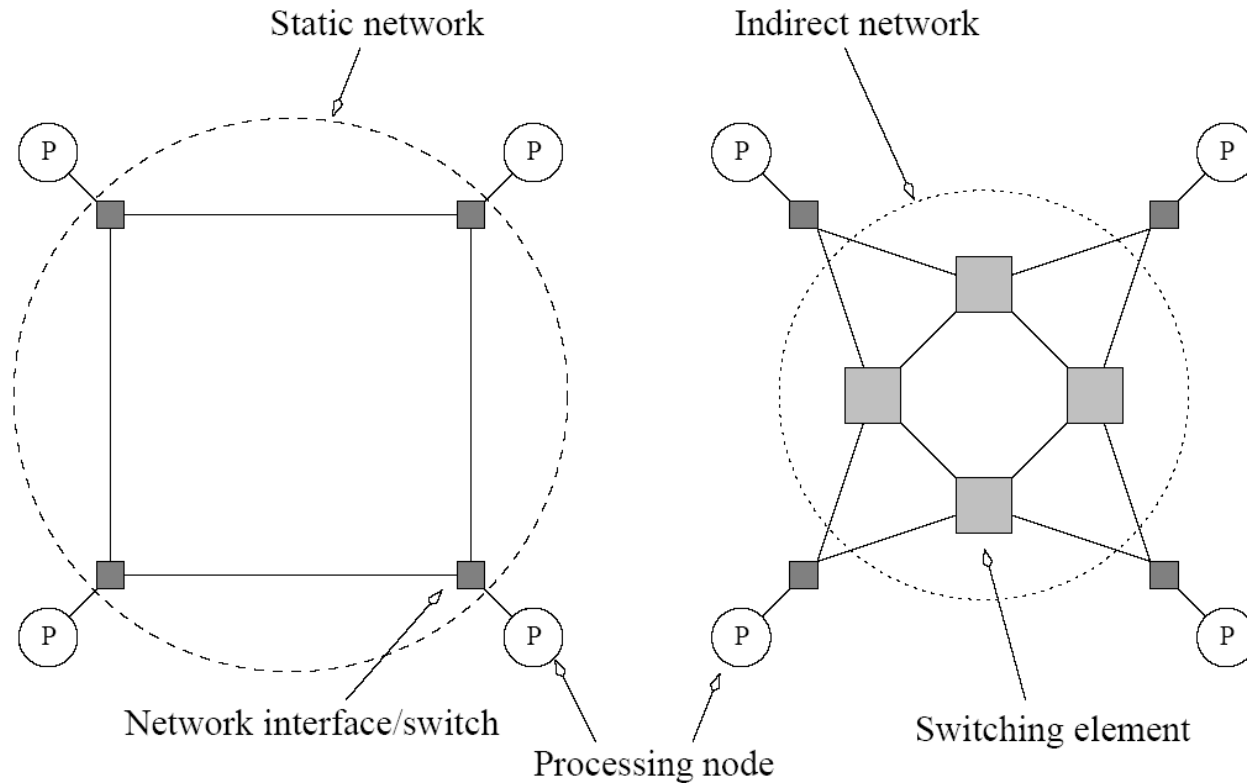 Static network
Indirect network
P
P
P
P
P
P
P
P
Network interface/switch
Switching element
Processing node